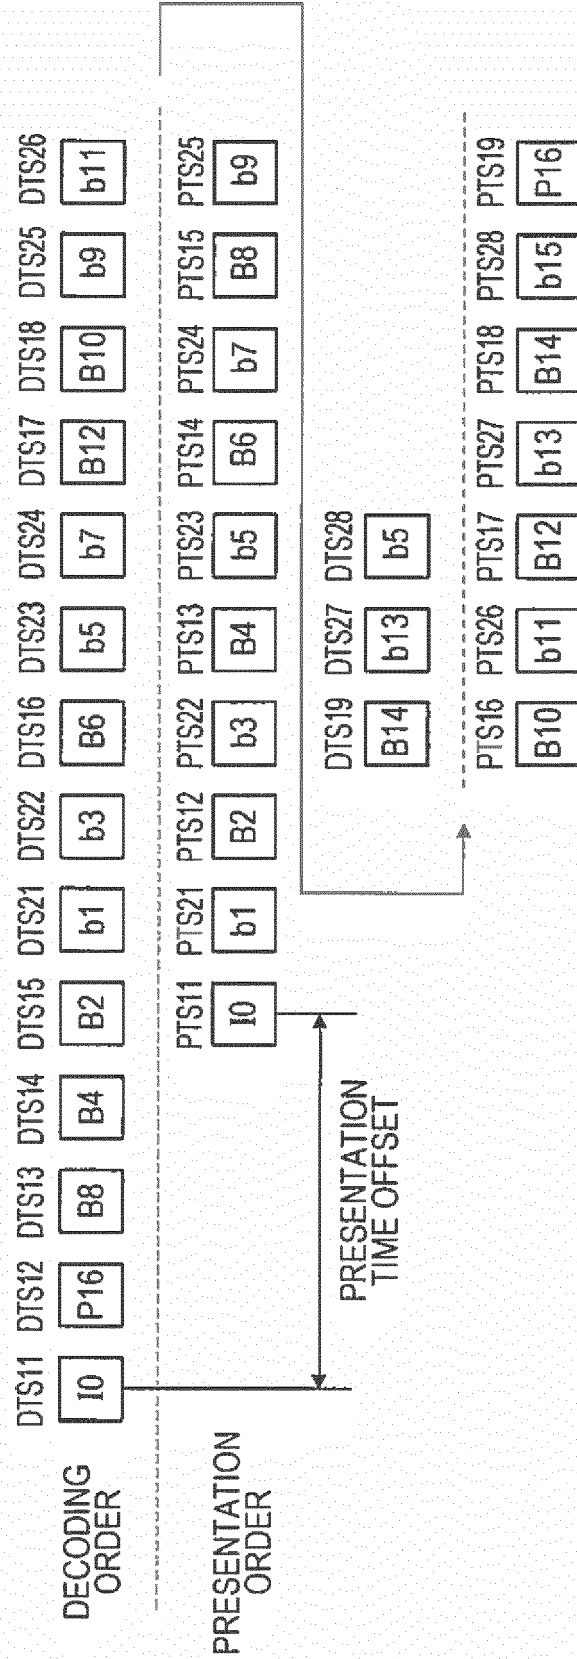 DTS11 DTS12 DTS13 DTS14 DTS15 DTS21 DTS22 DTS16 DTS23 DTS24 DTS17 DTS18 DTS25 DTS26
DECODING
ORDER
I0 P16 B8 B4 B2 b1 b3 B6 b5 b7 B12 B10 b9 b11
PTS11 PTS21 PTS12 PTS22 PTS13 PTS23 PTS14 PTS24 PTS15 PTS25
PRESENTATION
ORDER
I0 b1 B2 b3 B4 b5 B6 b7 B8 b9
PRESENTATION
TIME OFFSET
DTS19 DTS27 DTS28
B14 b13 b5
PTS16 PTS26 PTS17 PTS27 PTS18 PTS28 PTS19
B10 b11 B12 b13 B14 b15 P16